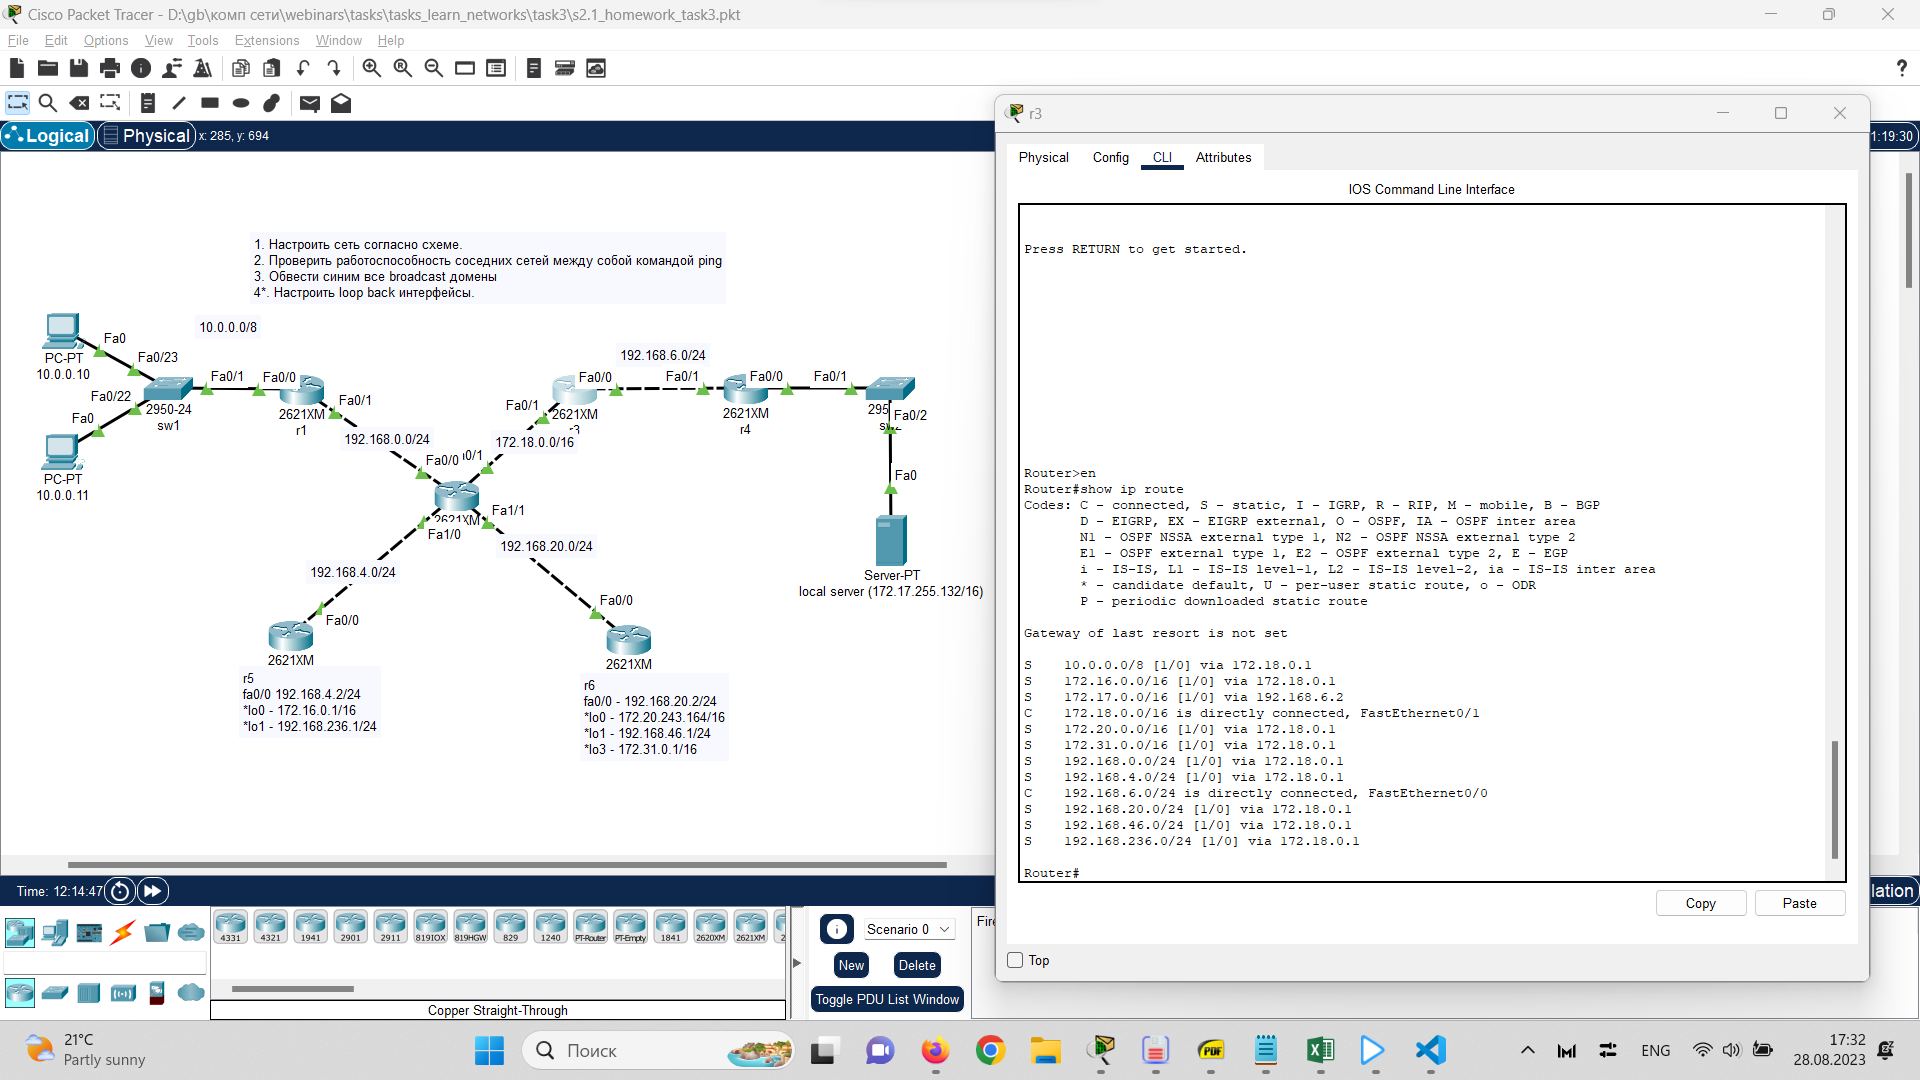 Cisco Packet Tracer - D:\gb\комп сети\webinars\tasks\tasks_learn_networks\task3\s2.1_homework_task3.pkt
File Edit Options View Tools Extensions Window Help
Logical Physical x: 285, y: 694
1:19:30
1. Настроить сеть согласно схеме.
2. Проверить работоспособность соседних сетей между собой командой ping
3. Обвести синим все broadcast домены
4*. Настроить loop back интерфейсы.
10.0.0.0/8
Fa0
PC-PT
10.0.0.10
Fa0/23
Fa0/22
Fa0
PC-PT
10.0.0.11
2950-24
sw1
Fa0/1
Fa0/0
2621XM
r1
Fa0/1
192.168.0.0/24
Fa0/0
0/1
2621XM
Fa1/0
Fa1/1
172.18.0.0/16
Fa0/1
Fa0/0
2621XM
r3
192.168.6.0/24
Fa0/1
Fa0/0
2621XM
r4
Fa0/1
295
Fa0/2
Fa0
Server-PT
local server (172.17.255.132/16)
192.168.20.0/24
192.168.4.0/24
Fa0/0
2621XM
r5
fa0/0 192.168.4.2/24
*lo0 - 172.16.0.1/16
*lo1 - 192.168.236.1/24
Fa0/0
2621XM
r6
fa0/0 - 192.168.20.2/24
*lo0 - 172.20.243.164/16
*lo1 - 192.168.46.1/24
*lo3 - 172.31.0.1/16
r3
Physical Config CLI Attributes
IOS Command Line Interface
Press RETURN to get started.
Router>en
Router#show ip route
Codes: C - connected, S - static, I - IGRP, R - RIP, M - mobile, B - BGP
D - EIGRP, EX - EIGRP external, O - OSPF, IA - OSPF inter area
N1 - OSPF NSSA external type 1, N2 - OSPF NSSA external type 2
E1 - OSPF external type 1, E2 - OSPF external type 2, E - EGP
i - IS-IS, L1 - IS-IS level-1, L2 - IS-IS level-2, ia - IS-IS inter area
* - candidate default, U - per-user static route, o - ODR
P - periodic downloaded static route
Gateway of last resort is not set
S 10.0.0.0/8 [1/0] via 172.18.0.1
S 172.16.0.0/16 [1/0] via 172.18.0.1
S 172.17.0.0/16 [1/0] via 192.168.6.2
C 172.18.0.0/16 is directly connected, FastEthernet0/1
S 172.20.0.0/16 [1/0] via 172.18.0.1
S 172.31.0.0/16 [1/0] via 172.18.0.1
S 192.168.0.0/24 [1/0] via 172.18.0.1
S 192.168.4.0/24 [1/0] via 172.18.0.1
C 192.168.6.0/24 is directly connected, FastEthernet0/0
S 192.168.20.0/24 [1/0] via 172.18.0.1
S 192.168.46.0/24 [1/0] via 172.18.0.1
S 192.168.236.0/24 [1/0] via 172.18.0.1
Router#
Copy Paste
Top
Time: 12:14:47
lation
4331 4321 1941 2901 2911 819IOX 819HGW 829 1240 PT-Router PT-Empty 1841 2620XM 2621XM 2
Copper Straight-Through
Scenario 0
New Delete
Toggle PDU List Window
Fire
21°C
Partly sunny
Поиск
PDF
ENG
17:32
28.08.2023